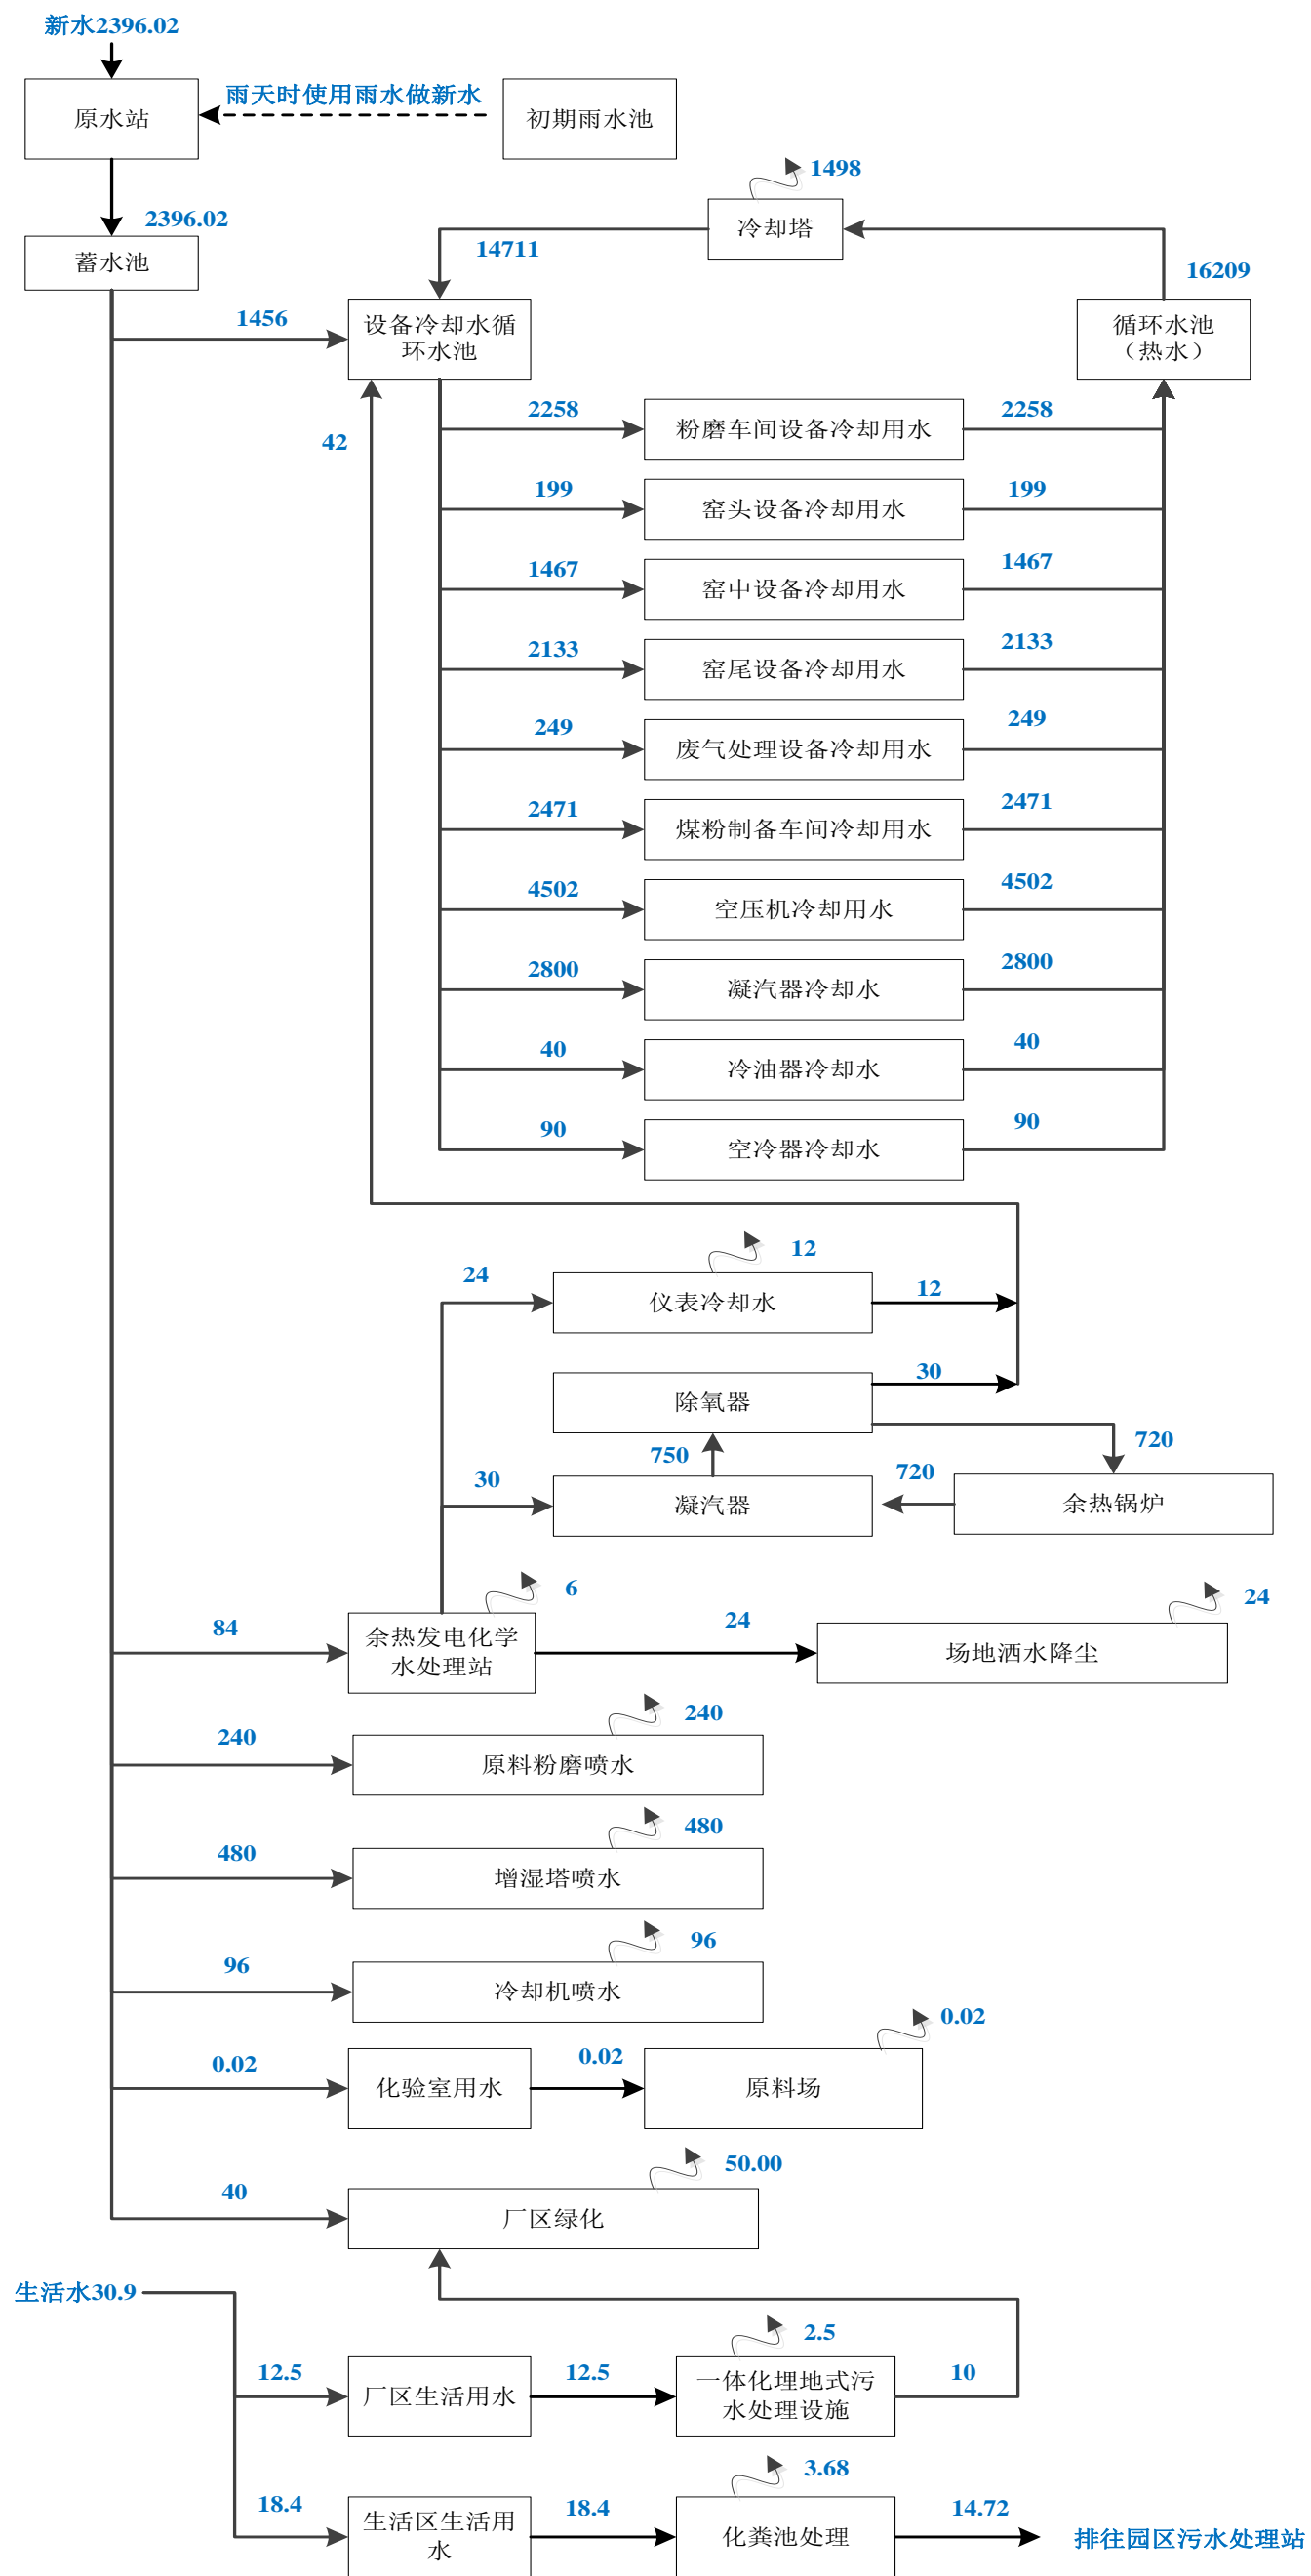 新水2396.02
原水站
雨天时使用雨水做新水
初期雨水池
2396.02
蓄水池
1498
冷却塔
14711
16209
1456
设备冷却水循
环水池
循环水池
（热水）
42
2258
粉磨车间设备冷却用水
2258
199
窑头设备冷却用水
199
1467
窑中设备冷却用水
1467
2133
窑尾设备冷却用水
2133
249
废气处理设备冷却用水
249
2471
煤粉制备车间冷却用水
2471
4502
空压机冷却用水
4502
2800
凝汽器冷却水
2800
40
冷油器冷却水
40
90
空冷器冷却水
90
12
24
仪表冷却水
12
30
除氧器
750
720
720
30
凝汽器
余热锅炉
6
84
余热发电化学
水处理站
24
24
场地洒水降尘
240
240
原料粉磨喷水
480
480
增湿塔喷水
96
96
冷却机喷水
0.02
0.02
化验室用水
0.02
原料场
50.00
40
厂区绿化
生活水30.9
2.5
12.5
厂区生活用水
12.5
一体化埋地式污
水处理设施
10
3.68
18.4
生活区生活用
水
18.4
化粪池处理
14.72
排往园区污水处理站